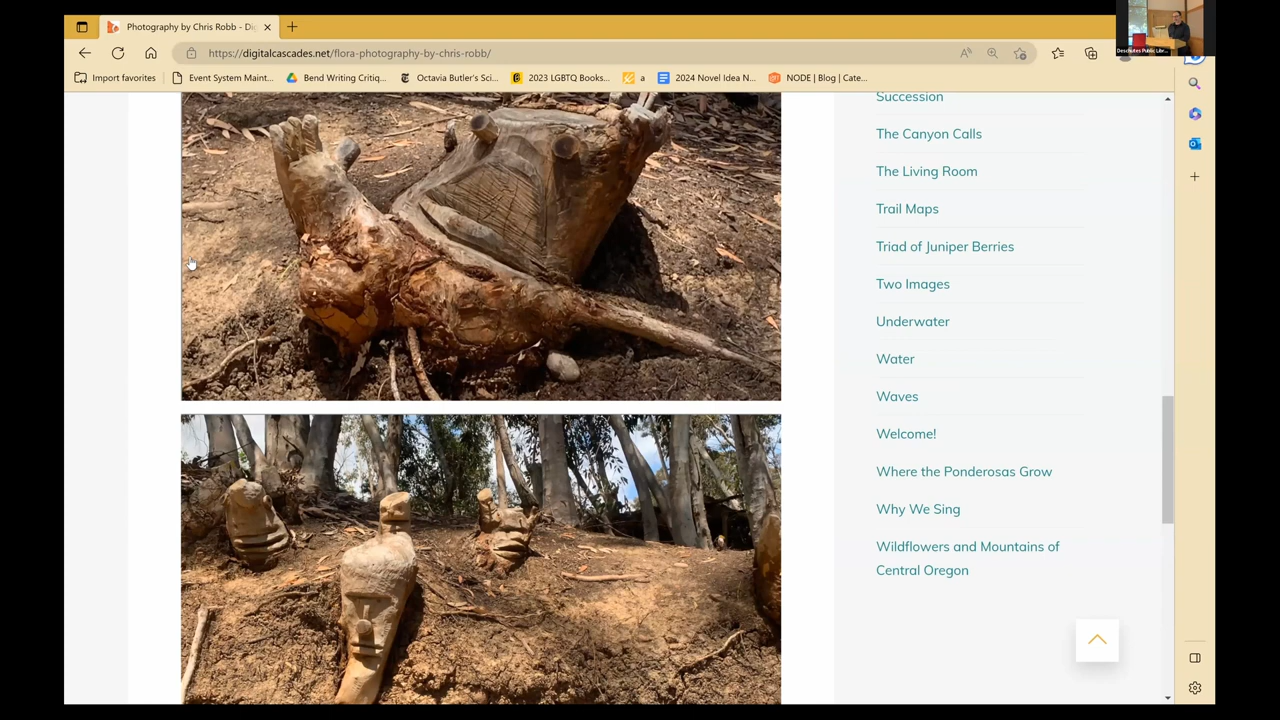 Photography by Chris Robb - Di
https://digitalcascades.net/flora-photography-by-chris-robb/
Import favorites
Event System Maint...
Bend Writing Critiq...
Octavia Butler's Sci...
2023 LGBTQ Books...
a
2024 Novel Idea N...
NODE | Blog | Cate...
Deschutes Public Libr...
Succession
The Canyon Calls
The Living Room
Trail Maps
Triad of Juniper Berries
Two Images
Underwater
Water
Waves
Welcome!
Where the Ponderosas Grow
Why We Sing
Wildflowers and Mountains of
Central Oregon